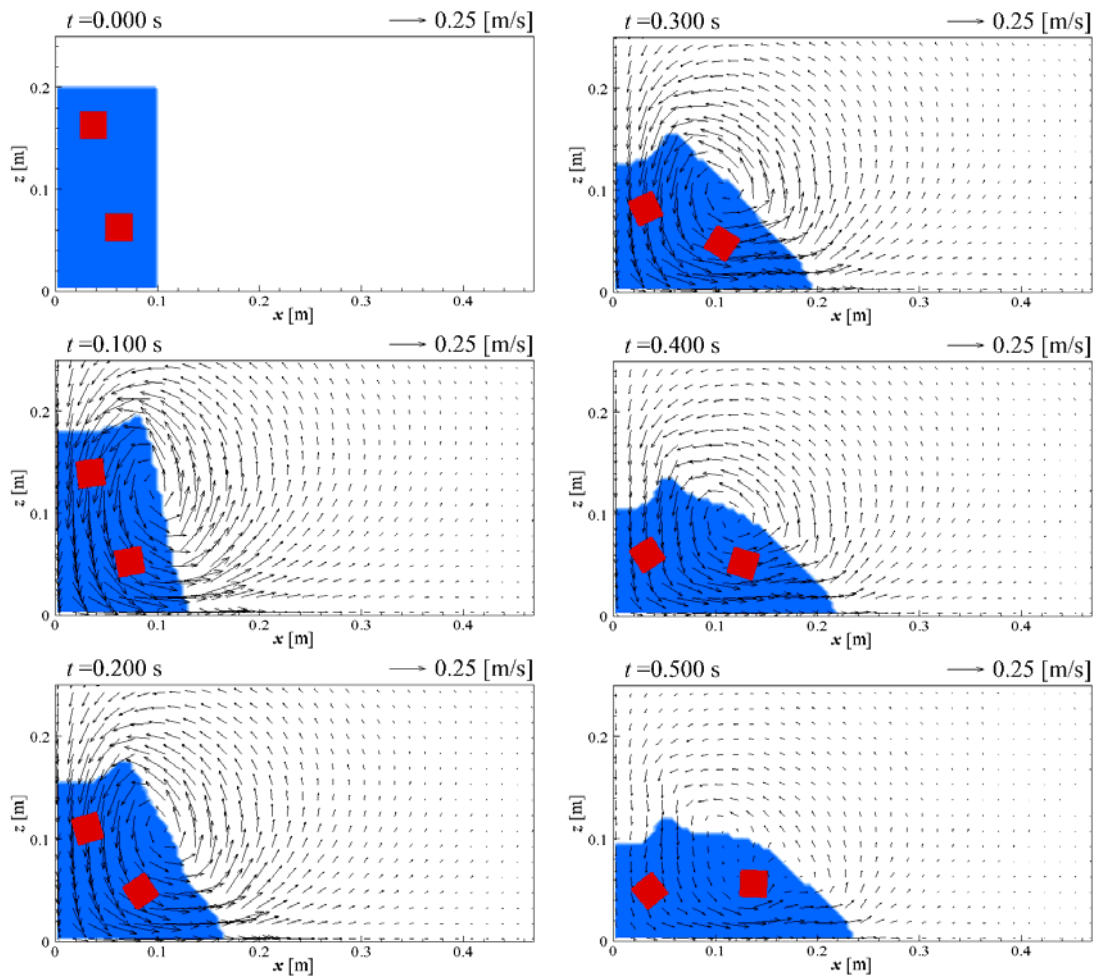 t =0.000 s
0.25 [m/s]
0.2
0.1
0
z [m]
0
0.1
0.2
0.3
0.4
x [m]
t =0.100 s
0.25 [m/s]
0.2
0.1
0
z [m]
0
0.1
0.2
0.3
0.4
x [m]
t =0.200 s
0.25 [m/s]
0.2
0.1
0
z [m]
0
0.1
0.2
0.3
0.4
x [m]
t =0.300 s
0.25 [m/s]
0.2
0.1
0
z [m]
0
0.1
0.2
0.3
0.4
x [m]
t =0.400 s
0.25 [m/s]
0.2
0.1
0
z [m]
0
0.1
0.2
0.3
0.4
x [m]
t =0.500 s
0.25 [m/s]
0.2
0.1
0
z [m]
0
0.1
0.2
0.3
0.4
x [m]